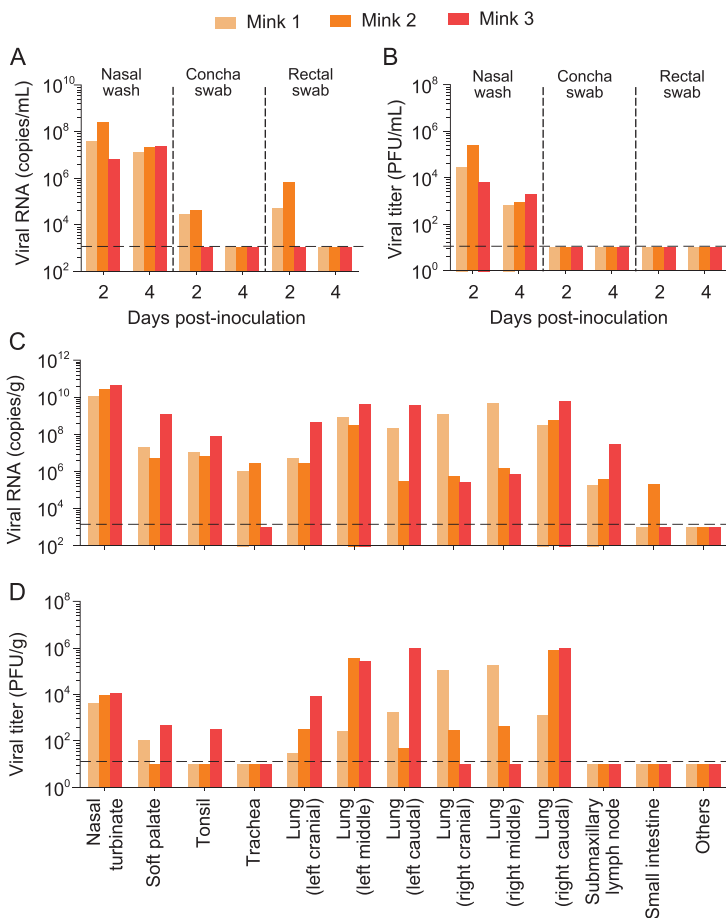 Mink 1 Mink 2 Mink 3
A
Nasal wash
Concha swab
Rectal swab
Viral RNA (copies/mL)
10^10
10^8
10^6
10^4
10^2
2 4 2 4 2 4
Days post-inoculation
B
Nasal wash
Concha swab
Rectal swab
Viral titer (PFU/mL)
10^8
10^6
10^4
10^2
10^0
2 4 2 4 2 4
Days post-inoculation
C
Viral RNA (copies/g)
10^12
10^10
10^8
10^6
10^4
10^2
D
Viral titer (PFU/g)
10^8
10^6
10^4
10^2
10^0
Nasal
turbinate
Soft palate
Tonsil
Trachea
Lung
(left cranial)
Lung
(left middle)
Lung
(left caudal)
Lung
(right cranial)
Lung
(right middle)
Lung
(right caudal)
Submaxillary
lymph node
Small intestine
Others